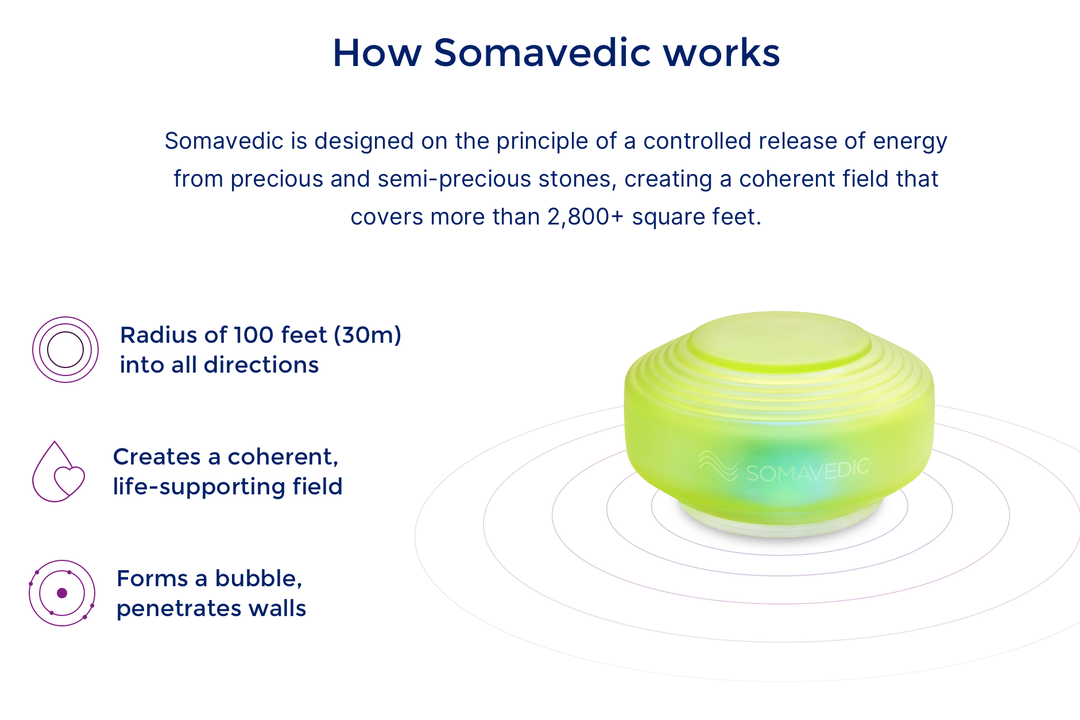 How Somavedic works
Somavedic is designed on the principle of a controlled release of energy
from precious and semi-precious stones, creating a coherent field that
covers more than 2,800+ square feet.
Radius of 100 feet (30m)
into all directions
Creates a coherent,
life-supporting field
Forms a bubble,
penetrates walls
SOMAVEDIC